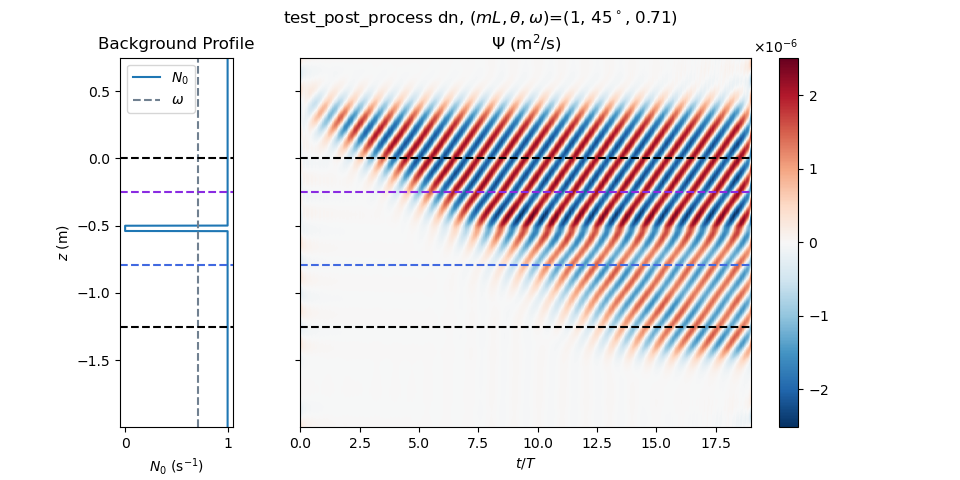 test_post_process dn, (mL, θ, ω)=(1, 45°, 0.71)
Background Profile
Ψ (m²/s)
×10⁻⁶
N₀
ω
0.5
0.0
−0.5
−1.0
−1.5
z (m)
0
1
N₀ (s⁻¹)
0.0
2.5
5.0
7.5
10.0
12.5
15.0
17.5
t/T
2
1
0
−1
−2